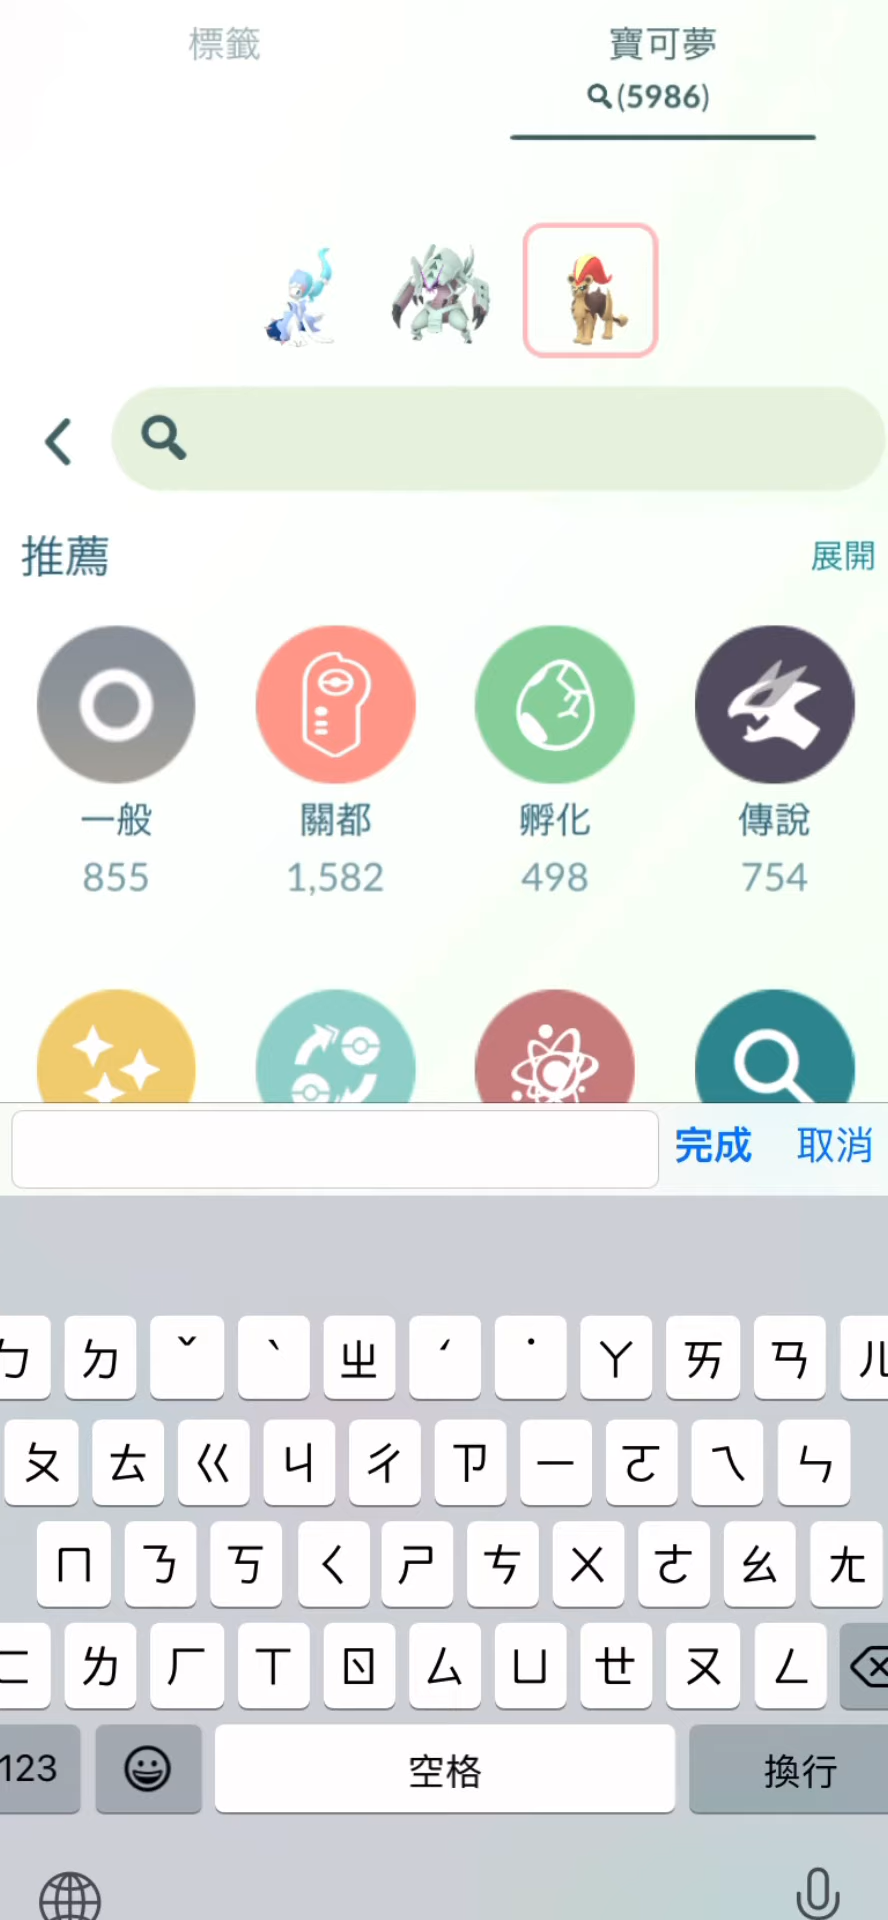 標籤
寶可夢
(5986)
推薦
展開
一般
關都
孵化
傳說
855
1,582
498
754
完成
取消
ㄅ ㄉ ˇ ˋ ㄓ ˊ ˙ ㄚ ㄞ ㄢ ㄦ
ㄆ ㄊ ㄍ ㄐ ㄔ ㄗ ㄧ ㄛ ㄟ ㄣ
ㄇ ㄋ ㄎ ㄑ ㄕ ㄘ ㄨ ㄜ ㄠ ㄤ
ㄈ ㄌ ㄏ ㄒ ㄖ ㄙ ㄩ ㄝ ㄡ ㄥ
123
空格
換行